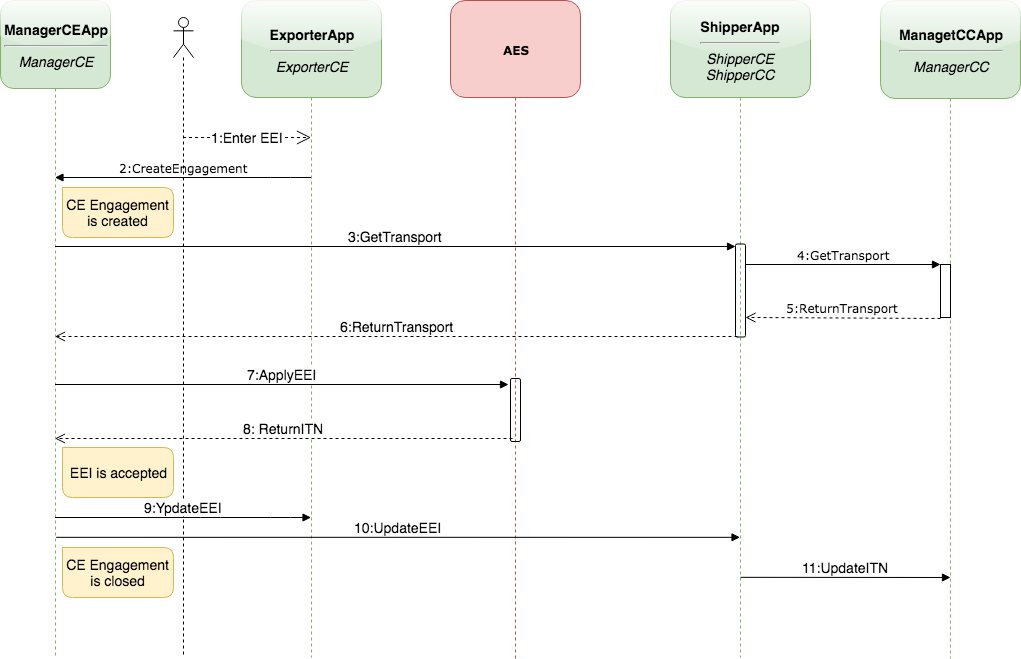 ManagerCEApp
ManagerCE
ExporterApp
ExporterCE
AES
ShipperApp
ShipperCE
ShipperCC
ManagetCCApp
ManagerCC
1:Enter EEI
2:CreateEngagement
CE Engagement
is created
3:GetTransport
4:GetTransport
5:ReturnTransport
6:ReturnTransport
7:ApplyEEI
8: ReturnITN
EEI is accepted
9:YpdateEEI
10:UpdateEEI
CE Engagement
is closed
11:UpdateITN